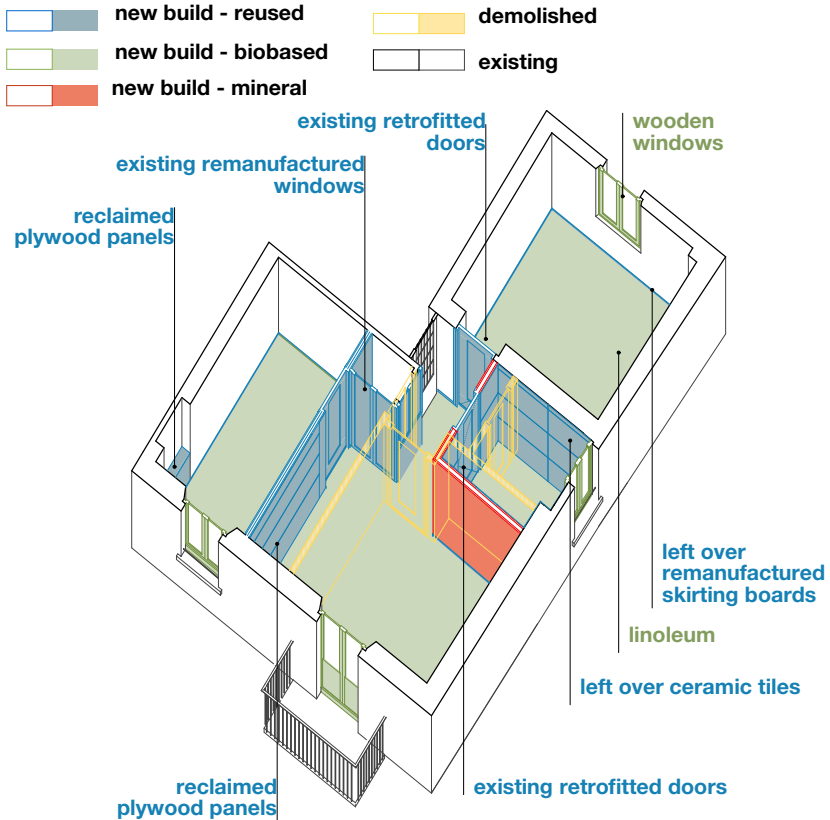 new build - reused
new build - biobased
new build - mineral
demolished
existing
existing retrofitted
doors
wooden
windows
existing remanufactured
windows
reclaimed
plywood panels
left over
remanufactured
skirting boards
linoleum
left over ceramic tiles
reclaimed
plywood panels
existing retrofitted doors